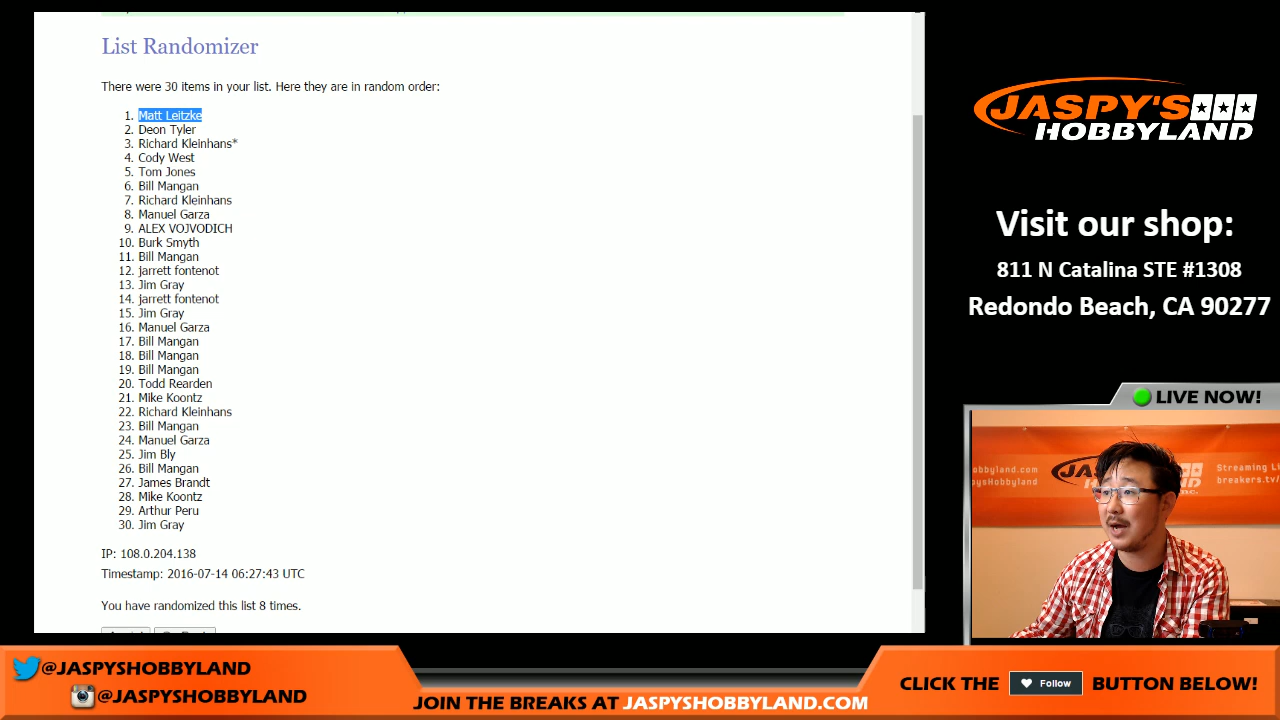 List Randomizer
There were 30 items in your list. Here they are in random order:
1. Matt Leitzke
2. Deon Tyler
3. Richard Kleinhans*
4. Cody West
5. Tom Jones
6. Bill Mangan
7. Richard Kleinhans
8. Manuel Garza
9. ALEX VOJVODICH
10. Burk Smyth
11. Bill Mangan
12. jarrett fontenot
13. Jim Gray
14. jarrett fontenot
15. Jim Gray
16. Manuel Garza
17. Bill Mangan
18. Bill Mangan
19. Bill Mangan
20. Todd Rearden
21. Mike Koontz
22. Richard Kleinhans
23. Bill Mangan
24. Manuel Garza
25. Jim Bly
26. Bill Mangan
27. James Brandt
28. Mike Koontz
29. Arthur Peru
30. Jim Gray
IP: 108.0.204.138
Timestamp: 2016-07-14 06:27:43 UTC
You have randomized this list 8 times.
JASPY'S
HOBBYLAND
Visit our shop:
811 N Catalina STE #1308
Redondo Beach, CA 90277
LIVE NOW!
Streaming Li
breakers.tv/
@JASPYSHOBBYLAND
@JASPYSHOBBYLAND
JOIN THE BREAKS AT JASPYSHOBBYLAND.COM
CLICK THE Follow BUTTON BELOW!